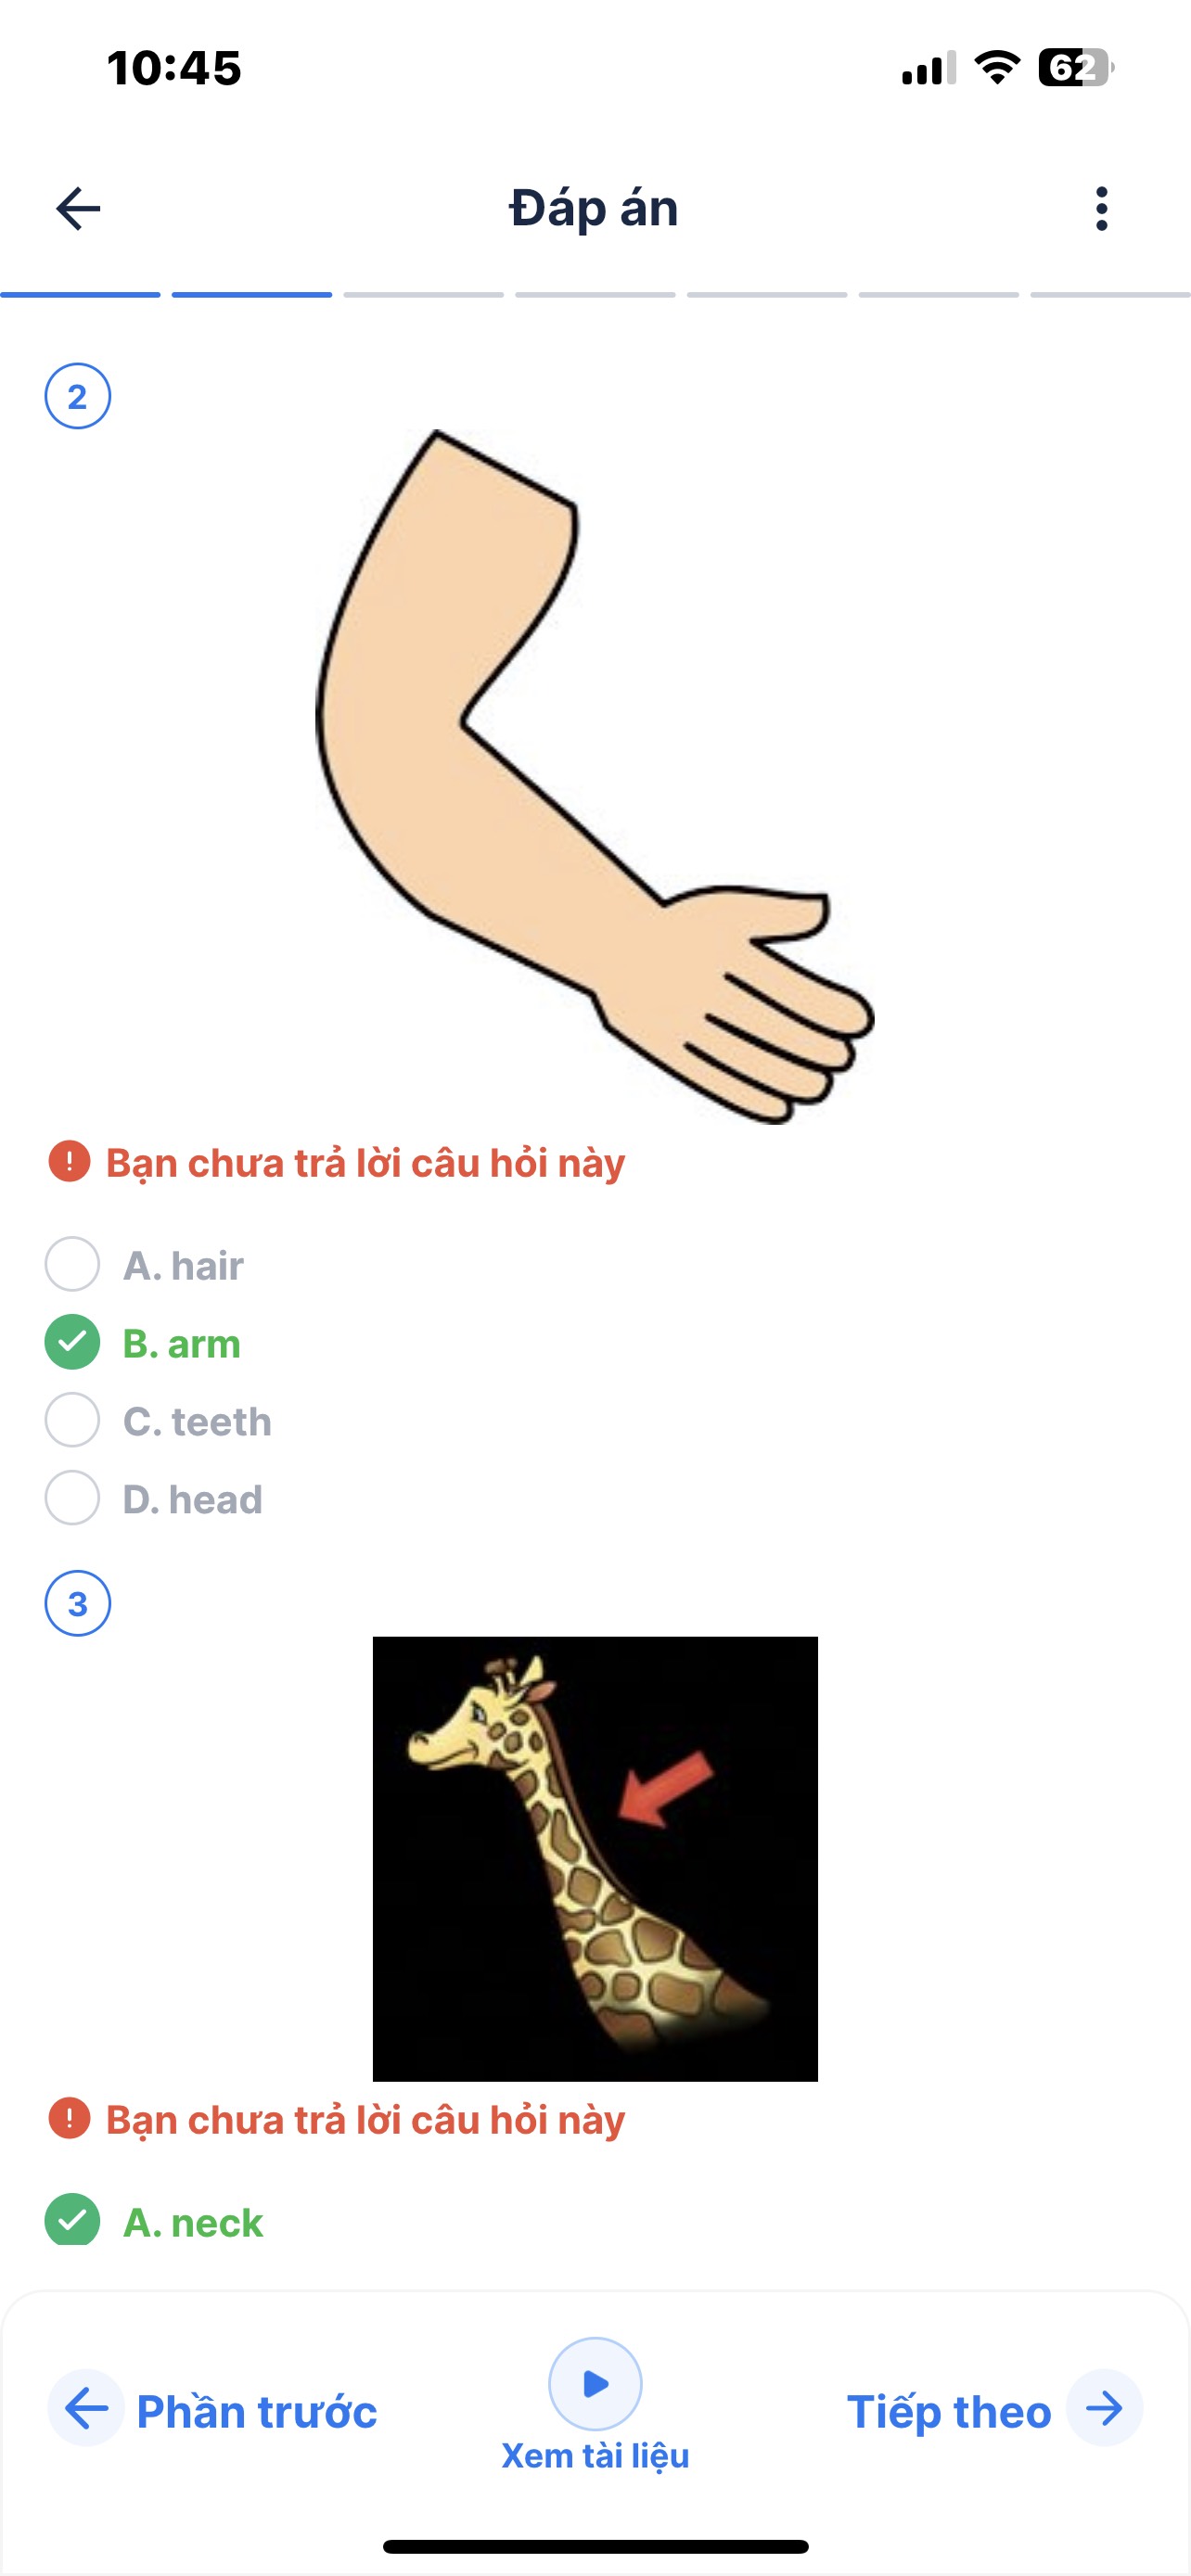 10:45
62
Đáp án
2
Bạn chưa trả lời câu hỏi này
A. hair
B. arm
C. teeth
D. head
3
Bạn chưa trả lời câu hỏi này
A. neck
Phần trước
Xem tài liệu
Tiếp theo